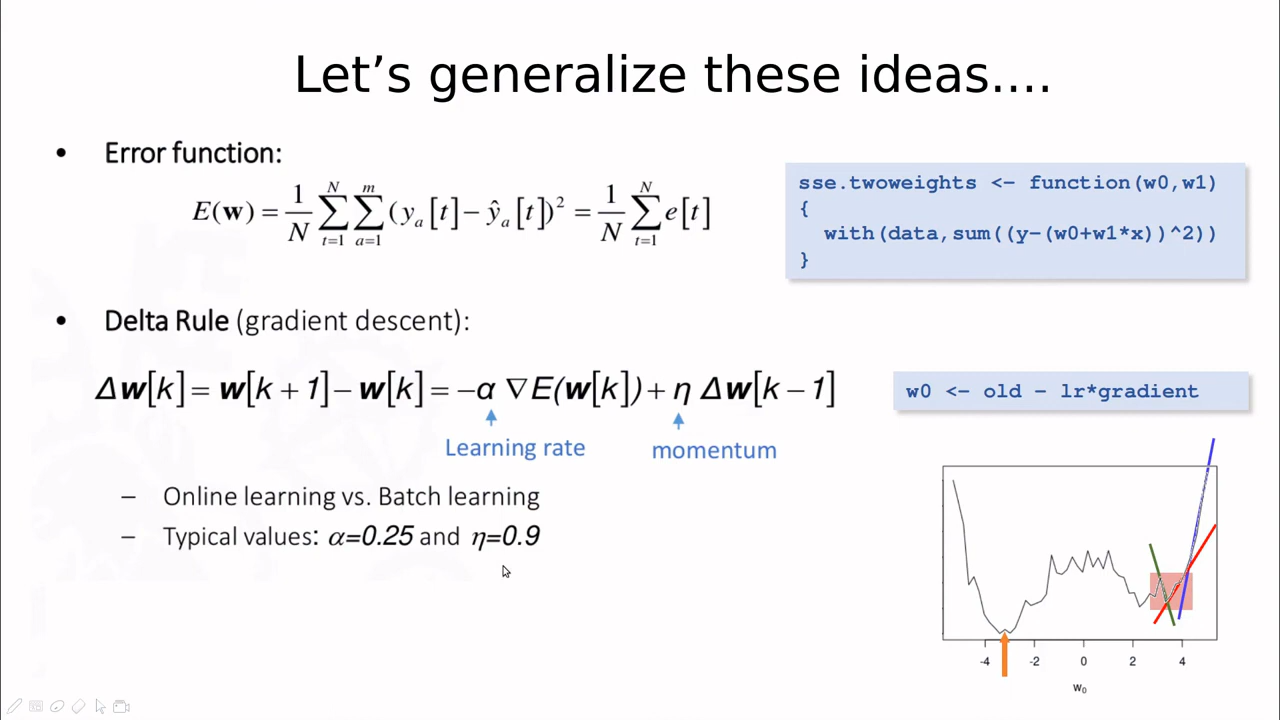 Let's generalize these ideas....
• Error function:
E(w) = 1/N ∑_{t=1}^{N} ∑_{a=1}^{m} (y_a[t] − ŷ_a[t])² = 1/N ∑_{t=1}^{N} e[t]
sse.twoweights <- function(w0,w1)
{
with(data,sum((y-(w0+w1*x))^2))
}
• Delta Rule (gradient descent):
Δw[k] = w[k + 1] − w[k] = −α ∇E(w[k]) + η Δw[k − 1]
w0 <- old - lr*gradient
Learning rate
momentum
– Online learning vs. Batch learning
– Typical values: α=0.25 and η=0.9
-4 -2 0 2 4
w₀